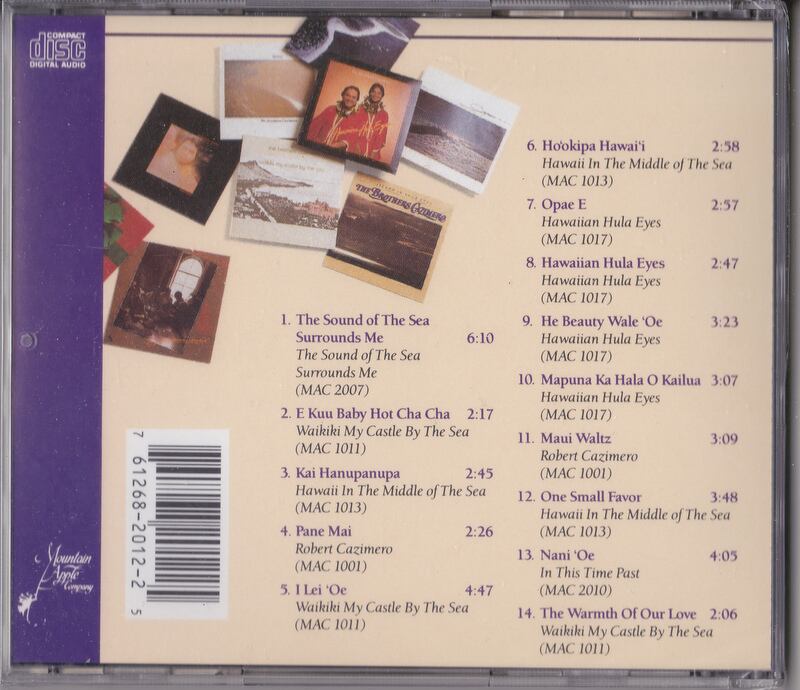 COMPACT
disc
DIGITAL AUDIO
THE BROTHERS CAZIMERO
1. The Sound of The Sea
Surrounds Me 6:10
The Sound of The Sea
Surrounds Me
(MAC 2007)
2. E Kuu Baby Hot Cha Cha 2:17
Waikiki My Castle By The Sea
(MAC 1011)
3. Kai Hanupanupa 2:45
Hawaii In The Middle of The Sea
(MAC 1013)
4. Pane Mai 2:26
Robert Cazimero
(MAC 1001)
5. I Lei ‘Oe 4:47
Waikiki My Castle By The Sea
(MAC 1011)
6. Ho‘okipa Hawai‘i 2:58
Hawaii In The Middle of The Sea
(MAC 1013)
7. Opae E 2:57
Hawaiian Hula Eyes
(MAC 1017)
8. Hawaiian Hula Eyes 2:47
Hawaiian Hula Eyes
(MAC 1017)
9. He Beauty Wale ‘Oe 3:23
Hawaiian Hula Eyes
(MAC 1017)
10. Mapuna Ka Hala O Kailua 3:07
Hawaiian Hula Eyes
(MAC 1017)
11. Maui Waltz 3:09
Robert Cazimero
(MAC 1001)
12. One Small Favor 3:48
Hawaii In The Middle of The Sea
(MAC 1013)
13. Nani ‘Oe 4:05
In This Time Past
(MAC 2010)
14. The Warmth Of Our Love 2:06
Waikiki My Castle By The Sea
(MAC 1011)
7 61268-2012-2 5
Mountain
Apple
Company